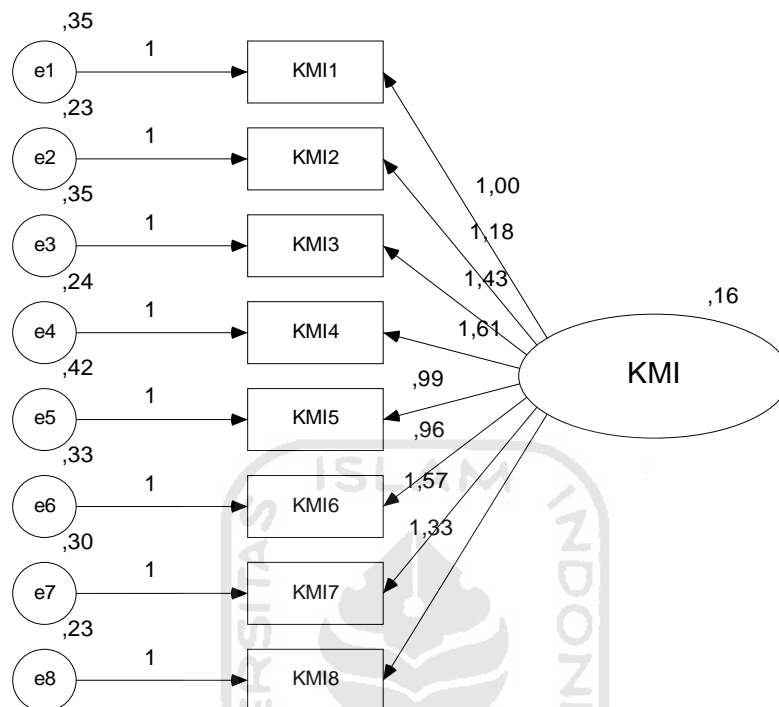 ,35
e1 1 KMI1
,23
e2 1 KMI2
,35
e3 1 KMI3
,24
e4 1 KMI4
,42
e5 1 KMI5
,33
e6 1 KMI6
,30
e7 1 KMI7
,23
e8 1 KMI8
1,00
1,18
1,43
1,61
,99
,96
1,57
1,33
,16
KMI
ISLAM